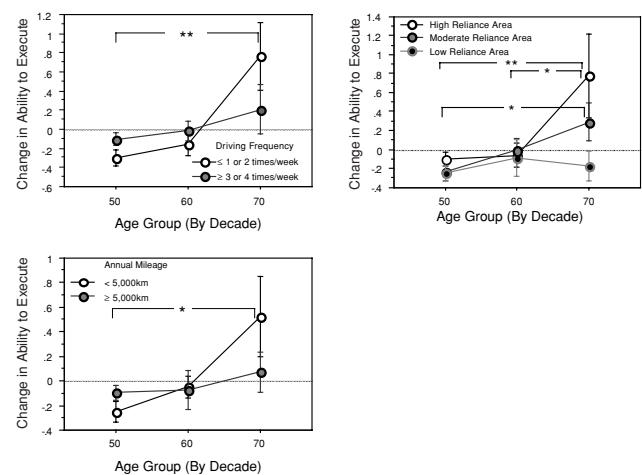 Change in Ability to Execute
1.2
1
.8
.6
.4
.2
0
-.2
-.4
-.6
**
Driving Frequency
≤ 1 or 2 times/week
≥ 3 or 4 times/week
50 60 70
Age Group (By Decade)
Change in Ability to Execute
1.4
1.2
1
.8
.6
.4
.2
0
-.2
-.4
High Reliance Area
Moderate Reliance Area
Low Reliance Area
**
*
*
50 60 70
Age Group (By Decade)
Change in Ability to Execute
1
.8
.6
.4
.2
0
-.2
-.4
Annual Mileage
< 5,000km
≥ 5,000km
*
50 60 70
Age Group (By Decade)